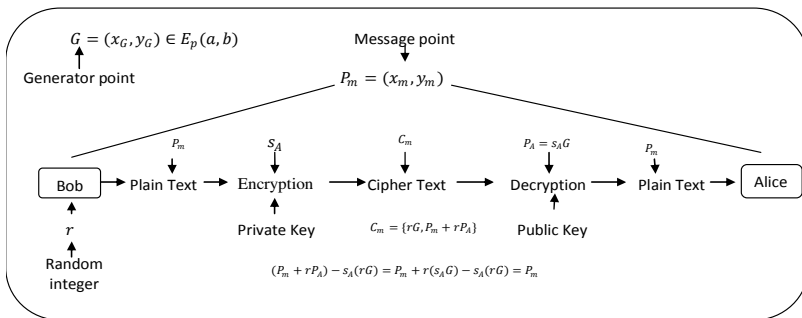 G = (x_G, y_G) ∈ E_p(a, b)
Generator point
Message point
P_m = (x_m, y_m)
P_m
s_A
C_m
P_A = s_A G
P_m
Bob
Plain Text
Encryption
Cipher Text
Decryption
Plain Text
Alice
r
Private Key
C_m = {rG, P_m + rP_A}
Public Key
Random
integer
(P_m + rP_A) − s_A(rG) = P_m + r(s_A G) − s_A(rG) = P_m